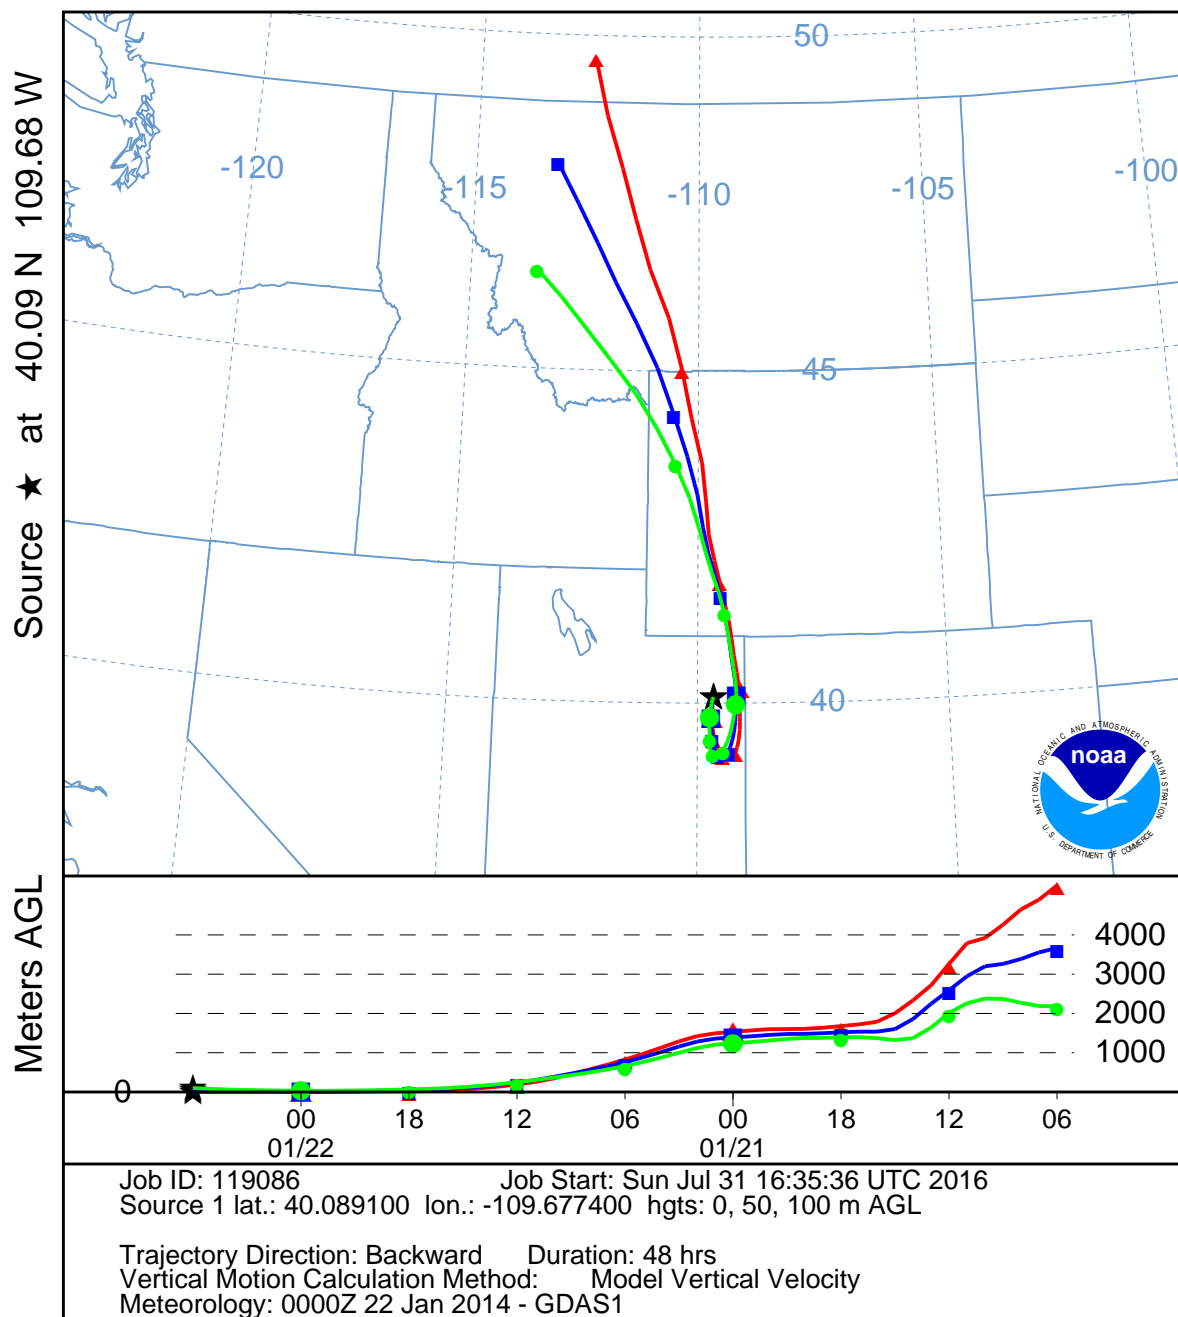 Source ★ at 40.09 N 109.68 W
50
-120
-115
-110
-105
-100
45
40
NATIONAL OCEANIC AND ATMOSPHERIC ADMINISTRATION
noaa
U.S. DEPARTMENT OF COMMERCE
Meters AGL
4000
3000
2000
1000
0
00 18 12 06 00 18 12 06
01/22 01/21
Job ID: 119086 Job Start: Sun Jul 31 16:35:36 UTC 2016
Source 1 lat.: 40.089100 lon.: -109.677400 hgts: 0, 50, 100 m AGL
Trajectory Direction: Backward Duration: 48 hrs
Vertical Motion Calculation Method: Model Vertical Velocity
Meteorology: 0000Z 22 Jan 2014 - GDAS1